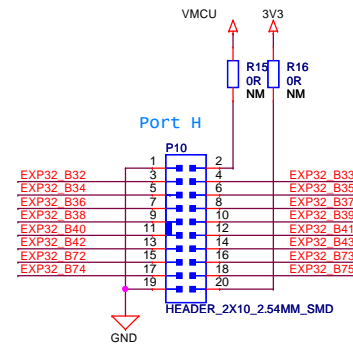 VMCU 3V3
R15 R16
0R 0R
NM NM
Port H
P10
1 2
EXP32_B32 3 4 EXP32_B33
EXP32_B34 5 6 EXP32_B35
EXP32_B36 7 8 EXP32_B37
EXP32_B38 9 10 EXP32_B39
EXP32_B40 11 12 EXP32_B41
EXP32_B42 13 14 EXP32_B43
EXP32_B72 15 16 EXP32_B73
EXP32_B74 17 18 EXP32_B75
19 20
HEADER_2X10_2.54MM_SMD
GND